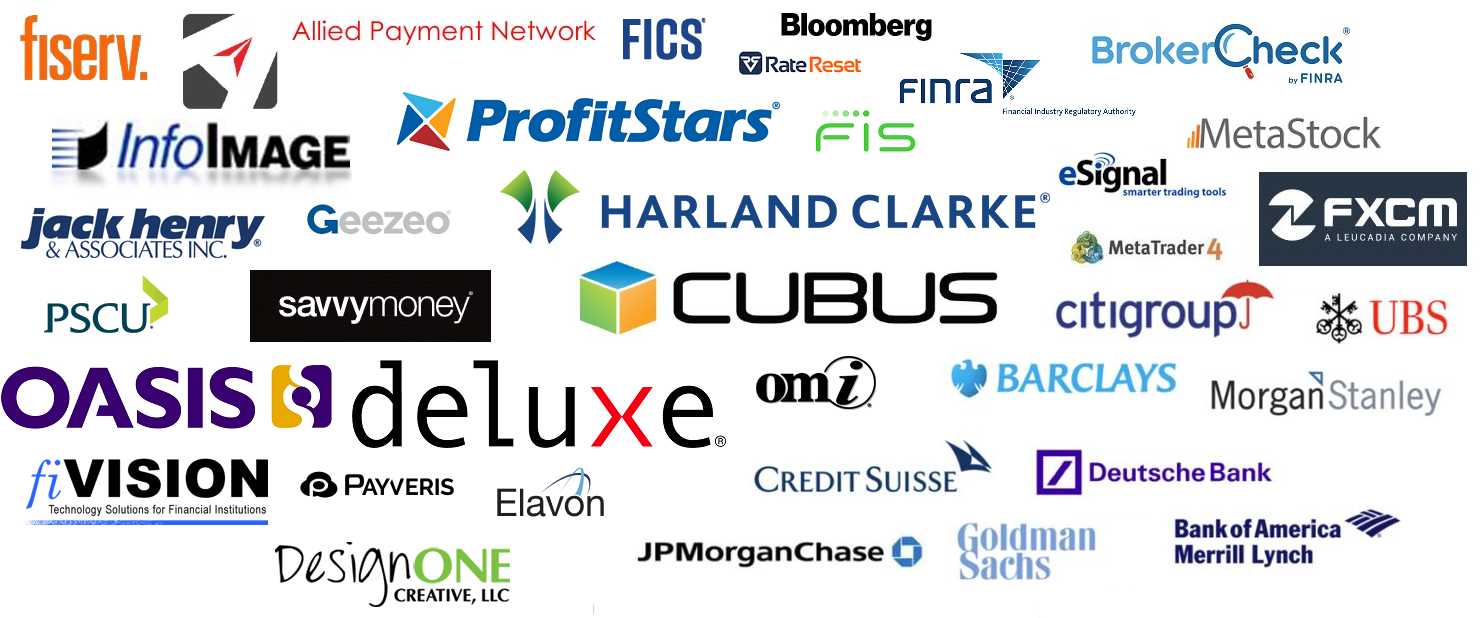 fiserv.
Allied Payment Network
FICS®
Bloomberg
RateReset
FINRA
Financial Industry Regulatory Authority
BrokerCheck®
by FINRA
InfoIMAGE
ProfitStars®
FIS
MetaStock
eSignal
smarter trading tools
jack henry
& ASSOCIATES INC.®
Geezeo®
HARLAND CLARKE®
FXCM
A LEUCADIA COMPANY
MetaTrader 4
PSCU
savvymoney®
CUBUS
citigroup
UBS
OASIS
deluxe®
omi®
BARCLAYS
Morgan Stanley
fiVISION
Technology Solutions for Financial Institutions
PAYVERIS
Elavon
CREDIT SUISSE
Deutsche Bank
DesignONE
CREATIVE, LLC
JPMorganChase
Goldman
Sachs
Bank of America
Merrill Lynch